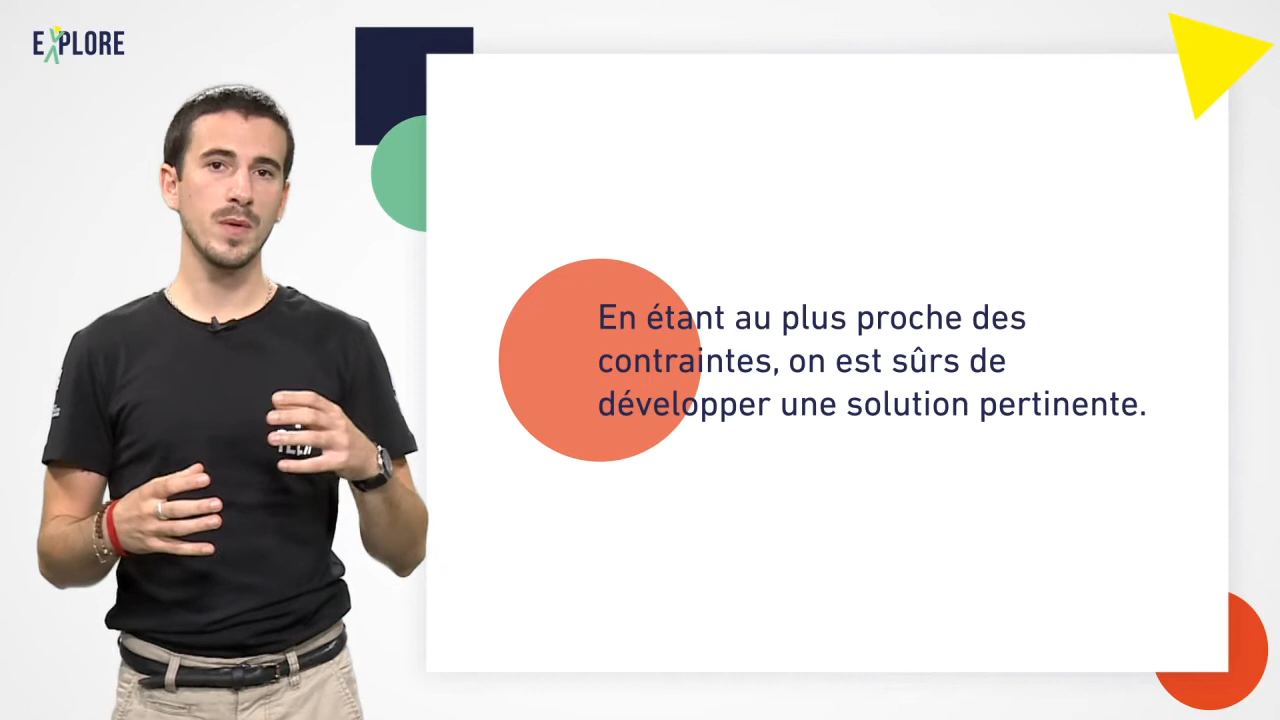 EXPLORE
En étant au plus proche des
contraintes, on est sûrs de
développer une solution pertinente.